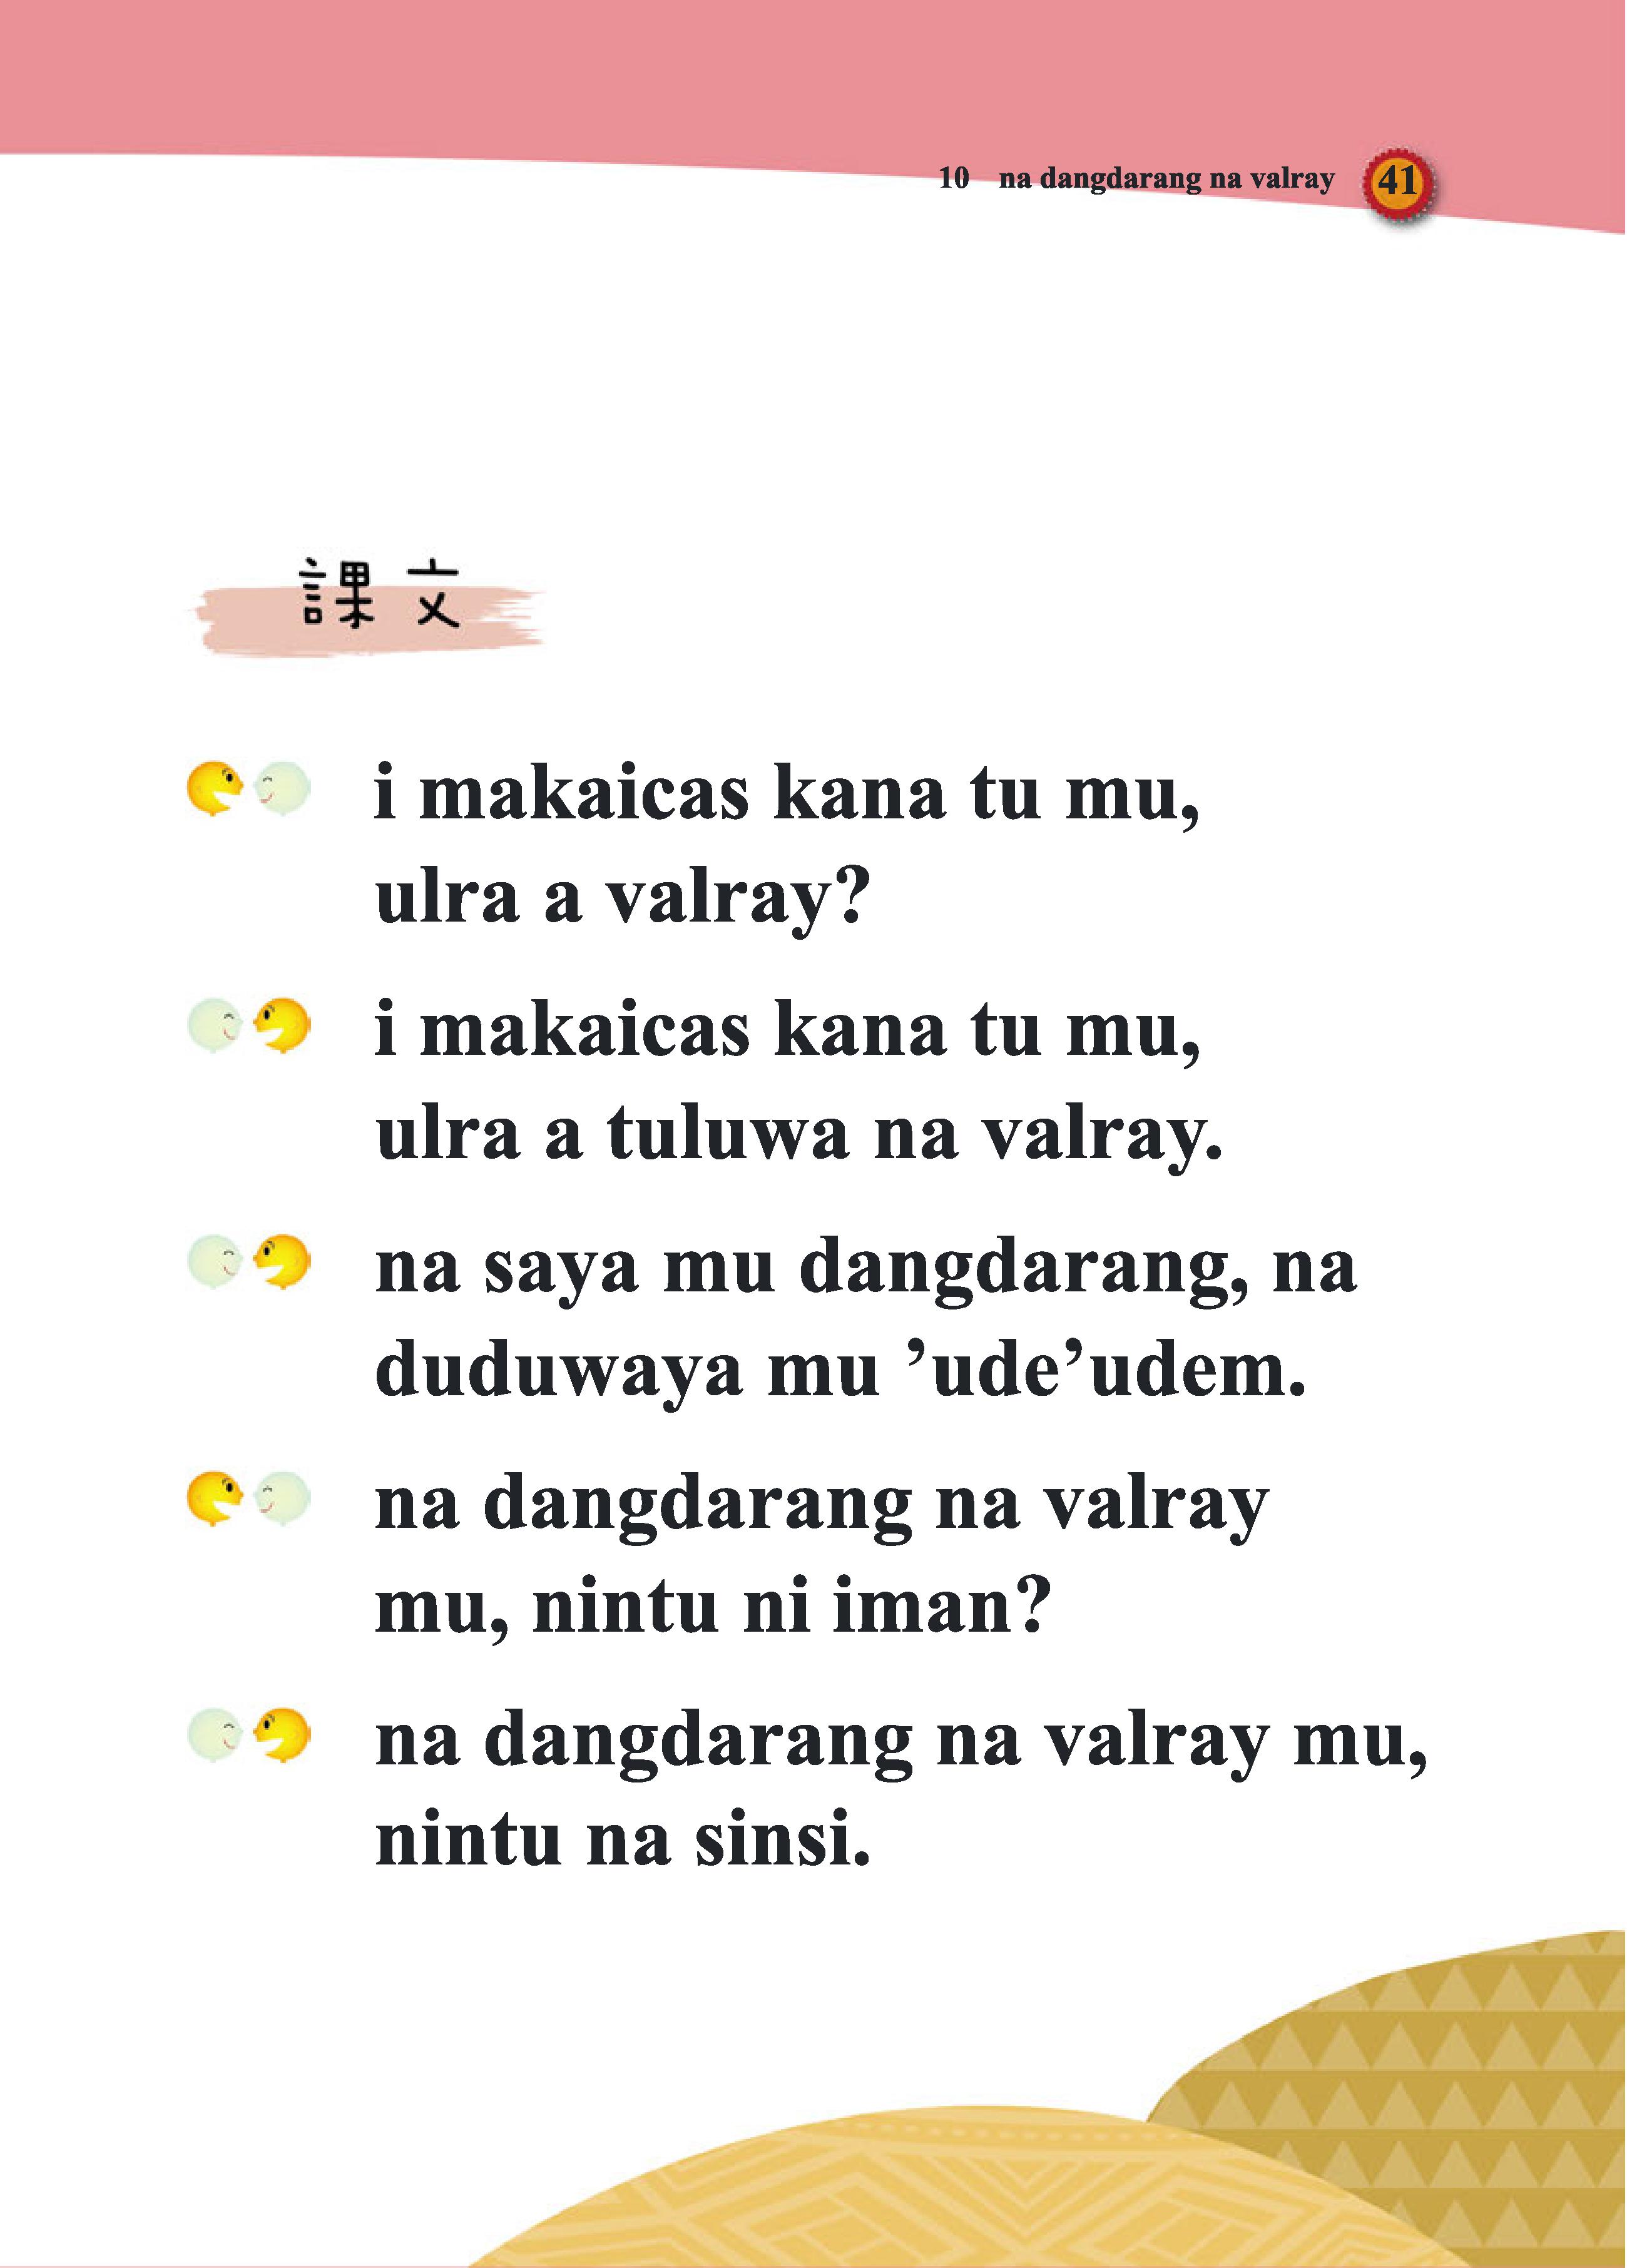 10 na dangdarang na valray 41
課文
i makaicas kana tu mu,
ulra a valray?
i makaicas kana tu mu,
ulra a tuluwa na valray.
na saya mu dangdarang, na
duduwaya mu ’ude’udem.
na dangdarang na valray
mu, nintu ni iman?
na dangdarang na valray mu,
nintu na sinsi.